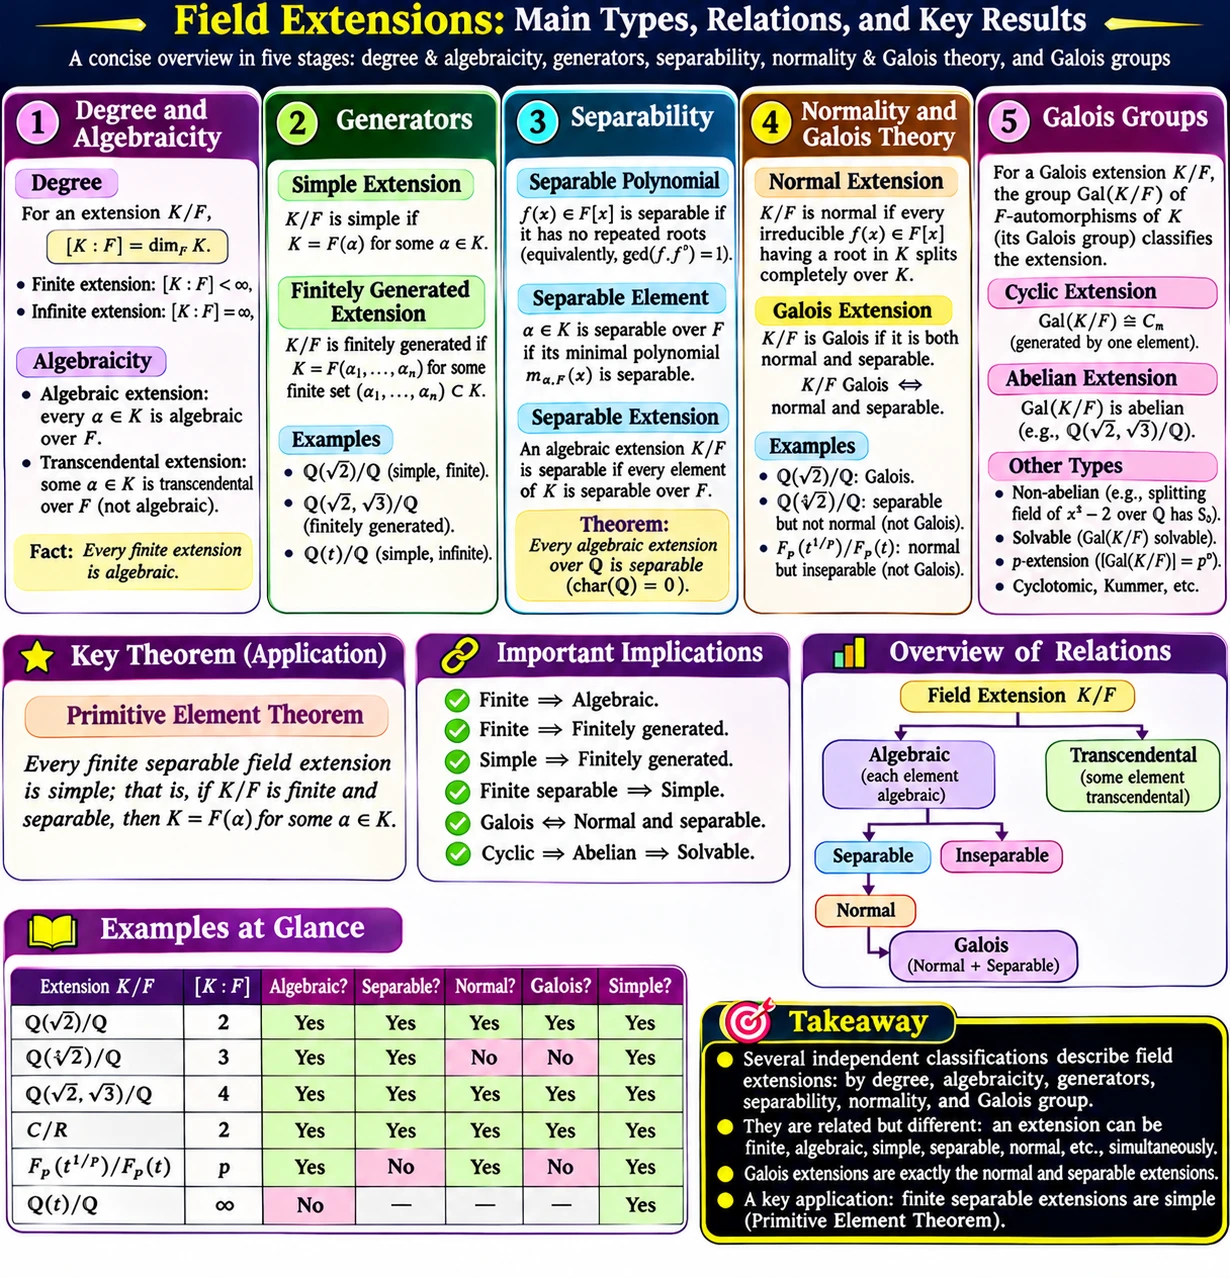 Field Extensions: Main Types, Relations, and Key Results
A concise overview in five stages: degree & algebraicity, generators, separability, normality & Galois theory, and Galois groups
1 Degree and
Algebraicity
Degree
For an extension K/F,
[K : F] = dim_F K.
• Finite extension: [K : F] < ∞,
• Infinite extension: [K : F] = ∞,
Algebraicity
• Algebraic extension:
every α ∈ K is algebraic
over F.
• Transcendental extension:
some α ∈ K is transcendental
over F (not algebraic).
Fact: Every finite extension
is algebraic.
2 Generators
Simple Extension
K/F is simple if
K = F(α) for some α ∈ K.
Finitely Generated
Extension
K/F is finitely generated if
K = F(α₁, …, αₙ) for some
finite set (α₁, …, αₙ) ⊂ K.
Examples
• Q(√2)/Q (simple, finite).
• Q(√2, √3)/Q
(finitely generated).
• Q(t)/Q (simple, infinite).
3 Separability
Separable Polynomial
f(x) ∈ F[x] is separable if
it has no repeated roots
(equivalently, gcd(f.f°) = 1).
Separable Element
α ∈ K is separable over F
if its minimal polynomial
m_{α,F}(x) is separable.
Separable Extension
An algebraic extension K/F
is separable if every element
of K is separable over F.
Theorem:
Every algebraic extension
over Q is separable
(char(Q) = 0).
4 Normality and
Galois Theory
Normal Extension
K/F is normal if every
irreducible f(x) ∈ F[x]
having a root in K splits
completely over K.
Galois Extension
K/F is Galois if it is both
normal and separable.
K/F Galois ⇔
normal and separable.
Examples
• Q(√2)/Q: Galois.
• Q(∛2)/Q: separable
but not normal (not Galois).
• F_p(t^{1/p})/F_p(t): normal
but inseparable (not Galois).
5 Galois Groups
For a Galois extension K/F,
the group Gal(K/F) of
F-automorphisms of K
(its Galois group) classifies
the extension.
Cyclic Extension
Gal(K/F) ≅ C_m
(generated by one element).
Abelian Extension
Gal(K/F) is abelian
(e.g., Q(√2, √3)/Q).
Other Types
• Non-abelian (e.g., splitting
field of x³ − 2 over Q has S₃).
• Solvable (Gal(K/F) solvable).
• p-extension (|Gal(K/F)| = pⁿ).
• Cyclotomic, Kummer, etc.
Key Theorem (Application)
Primitive Element Theorem
Every finite separable field extension
is simple; that is, if K/F is finite and
separable, then K = F(α) for some α ∈ K.
Important Implications
Finite ⇒ Algebraic.
Finite ⇒ Finitely generated.
Simple ⇒ Finitely generated.
Finite separable ⇒ Simple.
Galois ⇔ Normal and separable.
Cyclic ⇒ Abelian ⇒ Solvable.
Overview of Relations
Field Extension K/F
Algebraic
(each element
algebraic)
Transcendental
(some element
transcendental)
Separable
Inseparable
Normal
Galois
(Normal + Separable)
Examples at Glance
Extension K/F [K : F] Algebraic? Separable? Normal? Galois? Simple?
Q(√2)/Q 2 Yes Yes Yes Yes Yes
Q(∛2)/Q 3 Yes Yes No No Yes
Q(√2, √3)/Q 4 Yes Yes Yes Yes Yes
C/R 2 Yes Yes Yes Yes Yes
F_p(t^{1/p})/F_p(t) p Yes No Yes No Yes
Q(t)/Q ∞ No — — — Yes
Takeaway
Several independent classifications describe field
extensions: by degree, algebraicity, generators,
separability, normality, and Galois group.
They are related but different: an extension can be
finite, algebraic, simple, separable, normal, etc., simultaneously.
Galois extensions are exactly the normal and separable extensions.
A key application: finite separable extensions are simple
(Primitive Element Theorem).